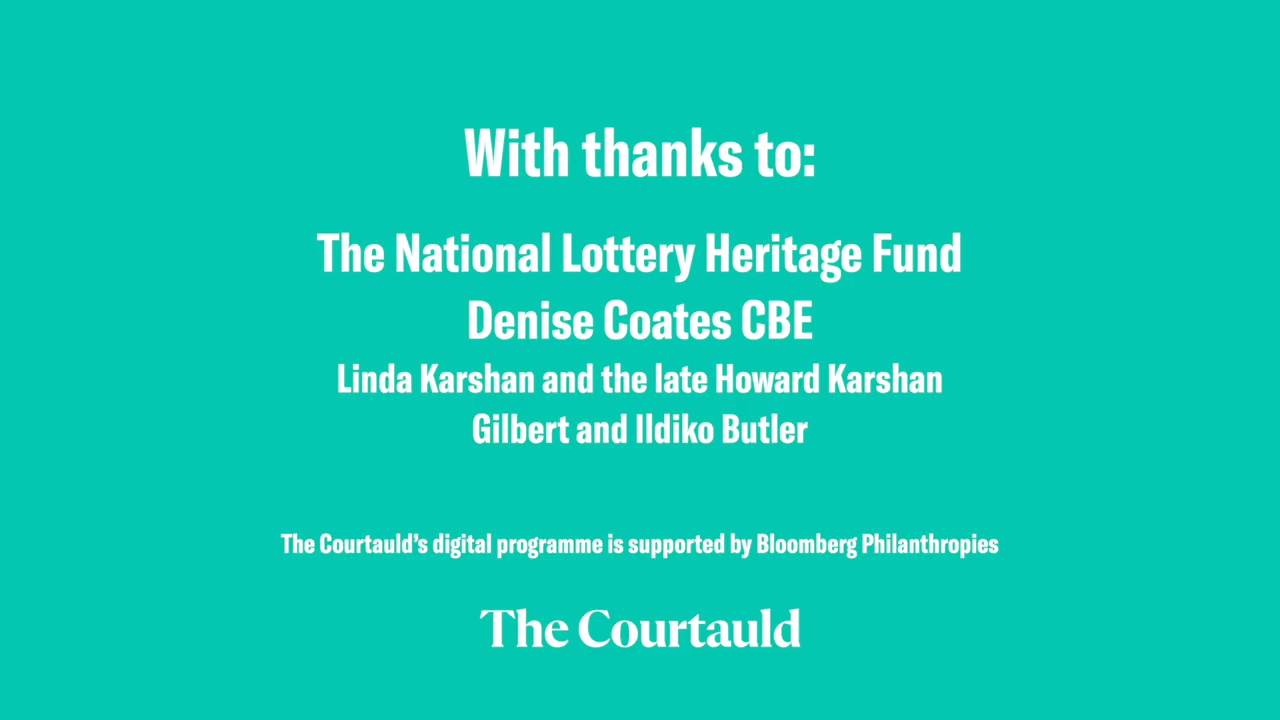 With thanks to:
The National Lottery Heritage Fund
Denise Coates CBE
Linda Karshan and the late Howard Karshan
Gilbert and Ildiko Butler
The Courtauld’s digital programme is supported by Bloomberg Philanthropies
The Courtauld